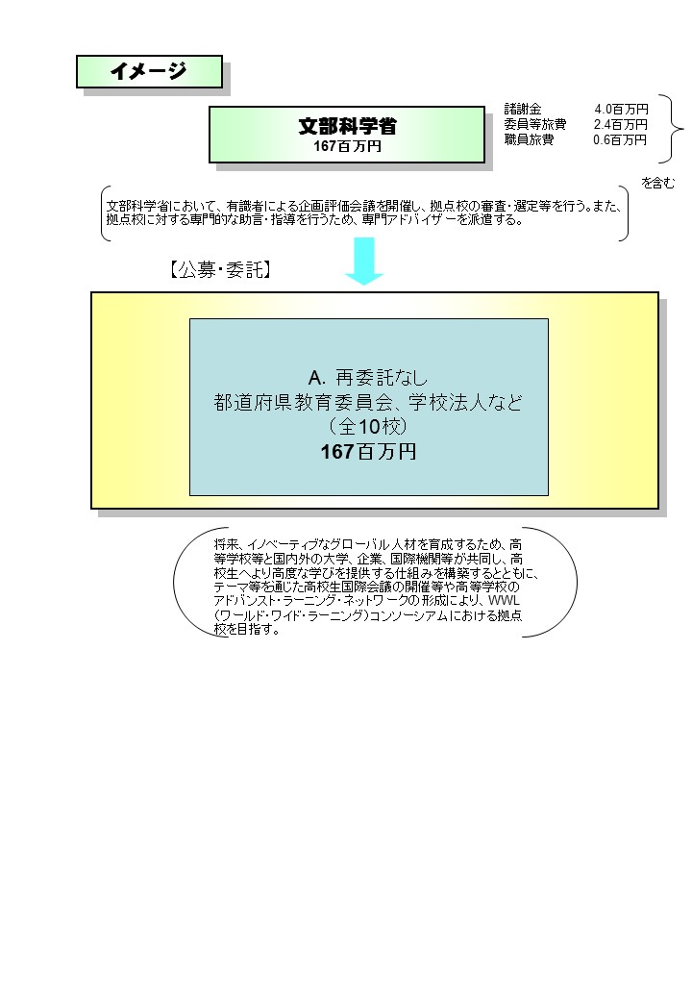 イメージ
文部科学省
167百万円
諸謝金 4.0百万円
委員等旅費 2.4百万円
職員旅費 0.6百万円
を含む
文部科学省において、有識者による企画評価会議を開催し、拠点校の審査・選定等を行う。また、
拠点校に対する専門的な助言・指導を行うため、専門アドバイザーを派遣する。
【公募・委託】
A．再委託なし
都道府県教育委員会、学校法人など
（全10校）
167百万円
将来、イノベーティブなグローバル人材を育成するため、高
等学校等と国内外の大学、企業、国際機関等が共同し、高
校生へより高度な学びを提供する仕組みを構築するとともに、
テーマ等を通じた高校生国際会議の開催等や高等学校の
アドバンスト・ラーニング・ネットワークの形成により、WWL
（ワールド・ワイド・ラーニング）コンソーシアムにおける拠点
校を目指す。